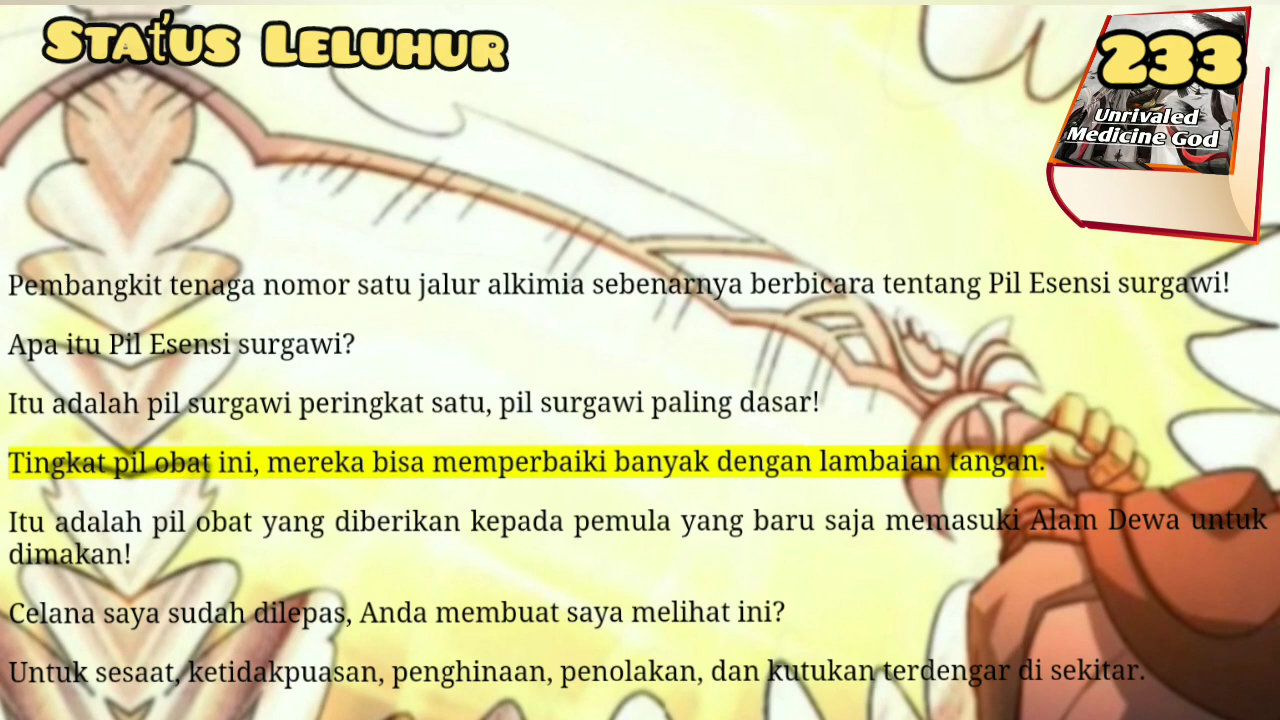 Status Leluhur
233
Unrivaled
Medicine God
Pembangkit tenaga nomor satu jalur alkimia sebenarnya berbicara tentang Pil Esensi surgawi!
Apa itu Pil Esensi surgawi?
Itu adalah pil surgawi peringkat satu, pil surgawi paling dasar!
Tingkat pil obat ini, mereka bisa memperbaiki banyak dengan lambaian tangan.
Itu adalah pil obat yang diberikan kepada pemula yang baru saja memasuki Alam Dewa untuk
dimakan!
Celana saya sudah dilepas, Anda membuat saya melihat ini?
Untuk sesaat, ketidakpuasan, penghinaan, penolakan, dan kutukan terdengar di sekitar.